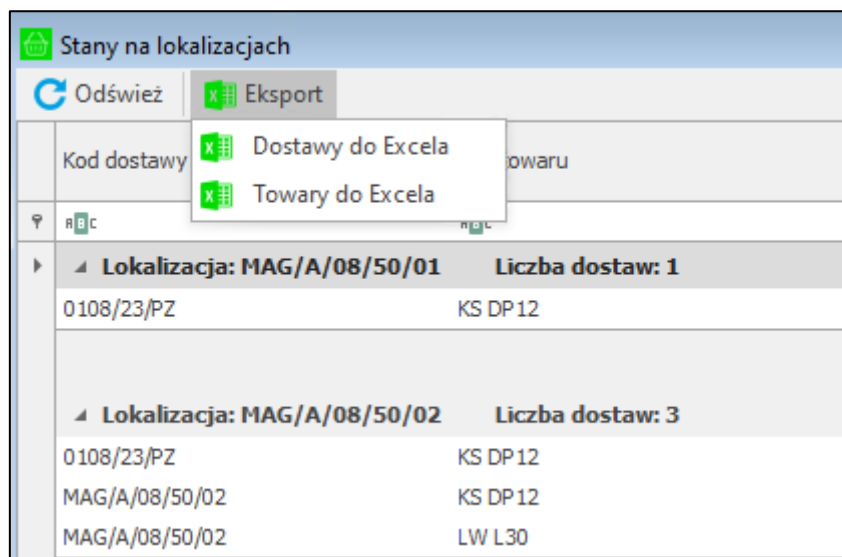 Stany na lokalizacjach
Odśwież Eksport
Dostawy do Excela
Towary do Excela
Kod dostawy owaru
ABC ABC
Lokalizacja: MAG/A/08/50/01 Liczba dostaw: 1
0108/23/PZ KS DP12
Lokalizacja: MAG/A/08/50/02 Liczba dostaw: 3
0108/23/PZ KS DP12
MAG/A/08/50/02 KS DP12
MAG/A/08/50/02 LW L30